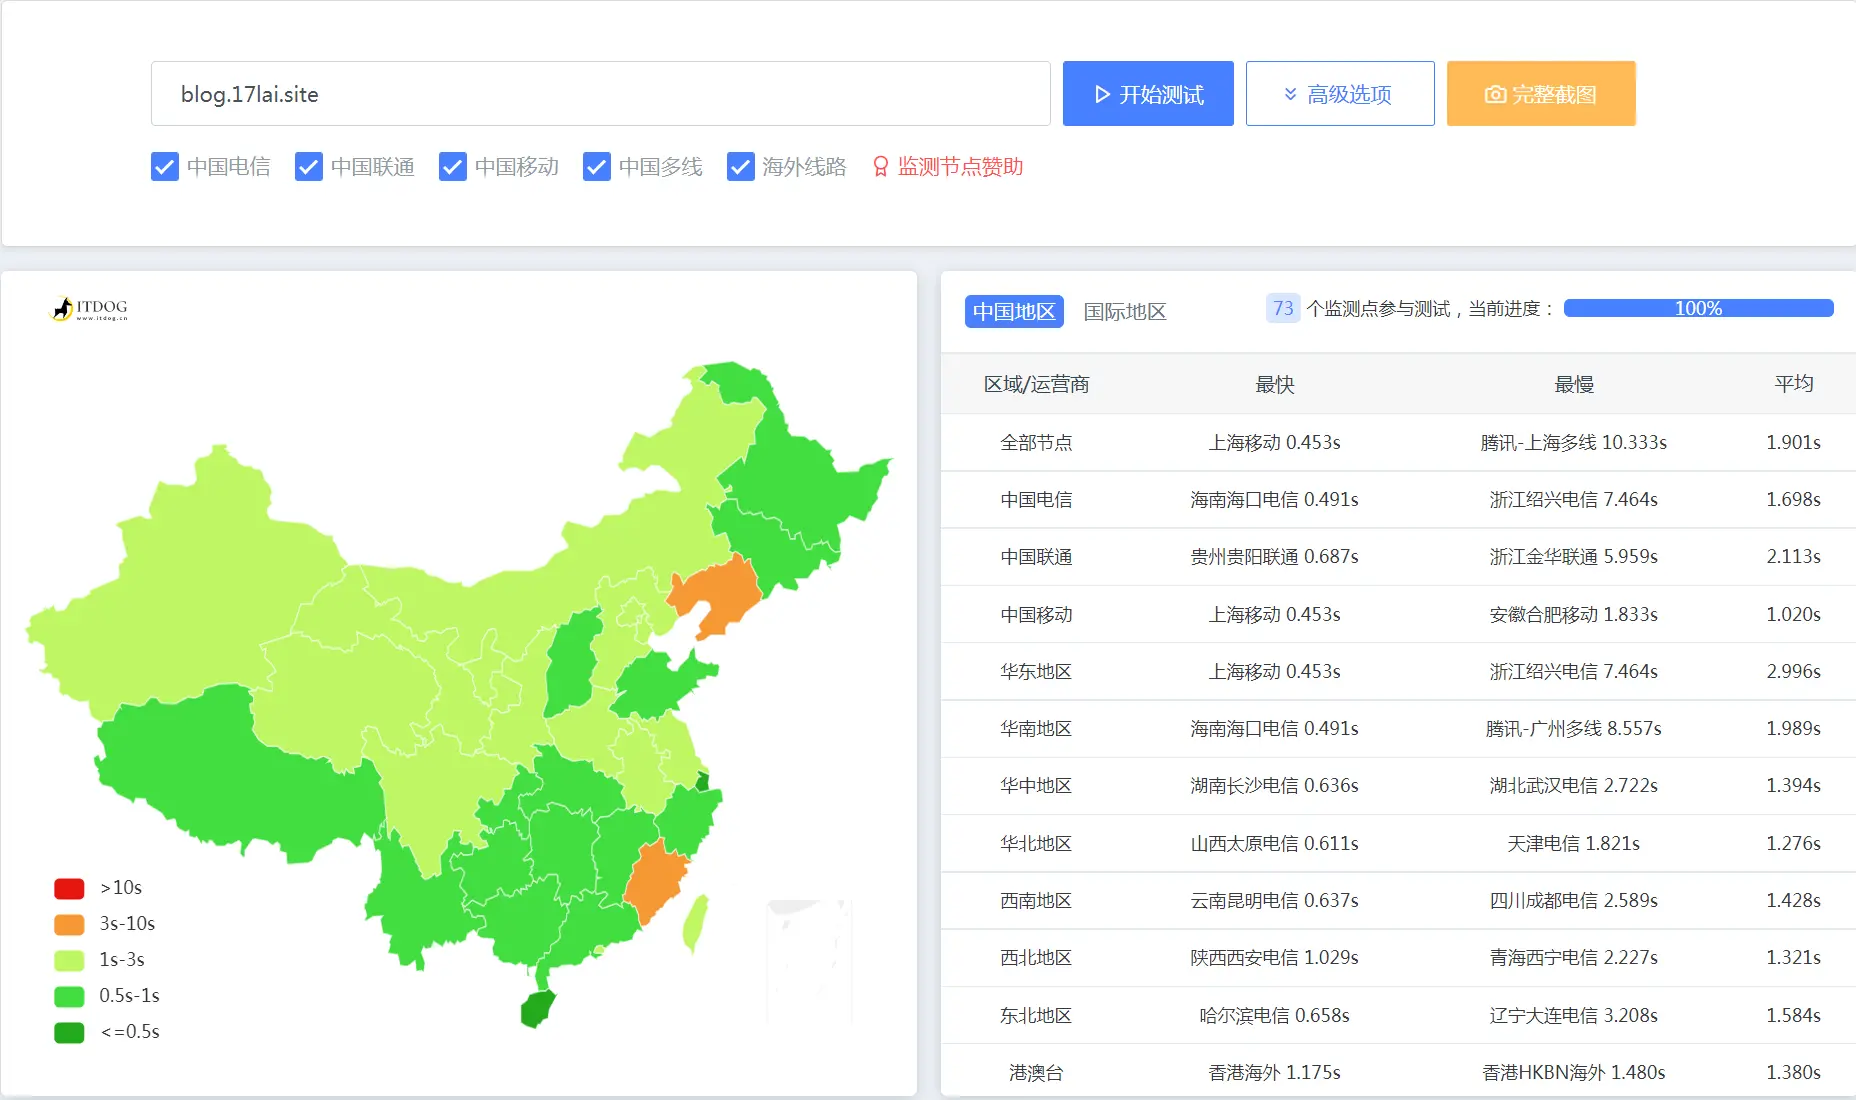 blog.17lai.site
开始测试
高级选项
完整截图
中国电信 中国联通 中国移动 中国多线 海外线路 监测节点赞助
ITDOG
www.itdog.cn
>10s
3s-10s
1s-3s
0.5s-1s
<=0.5s
中国地区 国际地区 73 个监测点参与测试，当前进度： 100%
区域/运营商 最快 最慢 平均
全部节点 上海移动 0.453s 腾讯-上海多线 10.333s 1.901s
中国电信 海南海口电信 0.491s 浙江绍兴电信 7.464s 1.698s
中国联通 贵州贵阳联通 0.687s 浙江金华联通 5.959s 2.113s
中国移动 上海移动 0.453s 安徽合肥移动 1.833s 1.020s
华东地区 上海移动 0.453s 浙江绍兴电信 7.464s 2.996s
华南地区 海南海口电信 0.491s 腾讯-广州多线 8.557s 1.989s
华中地区 湖南长沙电信 0.636s 湖北武汉电信 2.722s 1.394s
华北地区 山西太原电信 0.611s 天津电信 1.821s 1.276s
西南地区 云南昆明电信 0.637s 四川成都电信 2.589s 1.428s
西北地区 陕西西安电信 1.029s 青海西宁电信 2.227s 1.321s
东北地区 哈尔滨电信 0.658s 辽宁大连电信 3.208s 1.584s
港澳台 香港海外 1.175s 香港HKBN海外 1.480s 1.380s